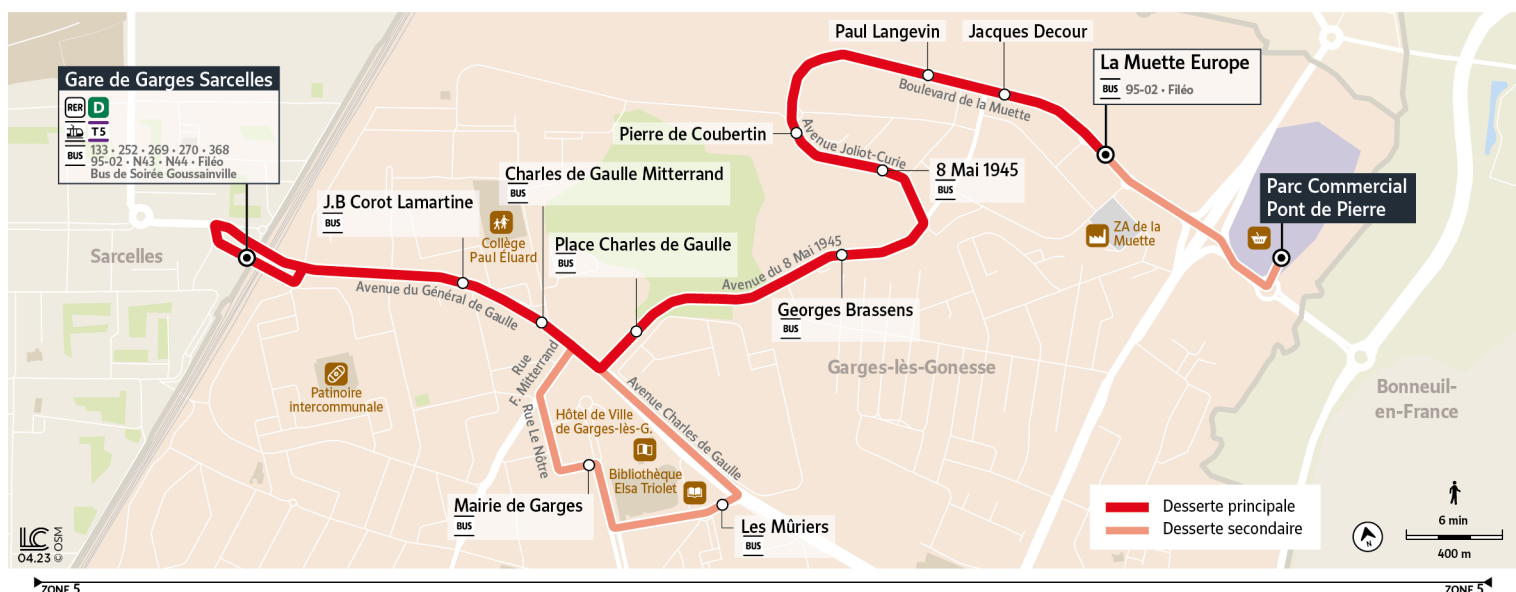 Gare de Garges Sarcelles
RER D
T5
BUS
133 • 252 • 269 • 270 • 368
95-02 • N43 • N44 • Filéo
Bus de Soirée Goussainville
Sarcelles
J.B Corot Lamartine
BUS
Avenue du Général de Gaulle
Collège
Paul Éluard
Charles de Gaulle Mitterrand
BUS
Place Charles de Gaulle
BUS
Paul Langevin
Jacques Decour
Boulevard de la Muette
La Muette Europe
BUS 95-02 • Filéo
Pierre de Coubertin
Avenue Joliot-Curie
8 Mai 1945
BUS
Avenue du 8 Mai 1945
Georges Brassens
BUS
ZA de la
Muette
Parc Commercial
Pont de Pierre
Garges-lès-Gonesse
Bonneuil-
en-France
Patinoire
intercommunale
Rue
F. Mitterrand
Rue Le Nôtre
Avenue Charles de Gaulle
Hôtel de Ville
de Garges-lès-G.
Bibliothèque
Elsa Triolet
Mairie de Garges
BUS
Les Mûriers
BUS
Desserte principale
Desserte secondaire
N
6 min
400 m
LC
04.23
© OSM
ZONE 5
ZONE 5